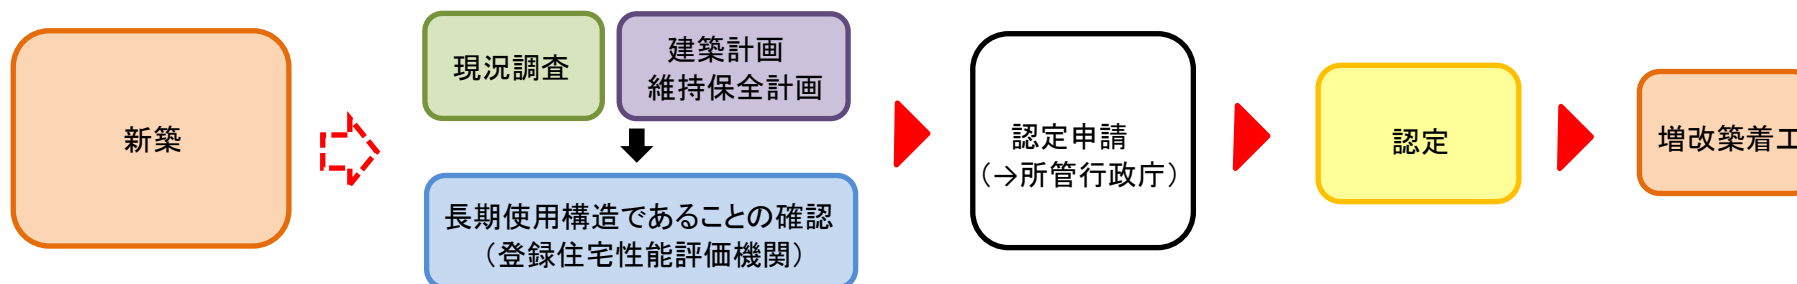 新築
現況調査
建築計画
維持保全計画
長期使用構造であることの確認
（登録住宅性能評価機関）
認定申請
（→所管行政庁）
認定
増改築着工